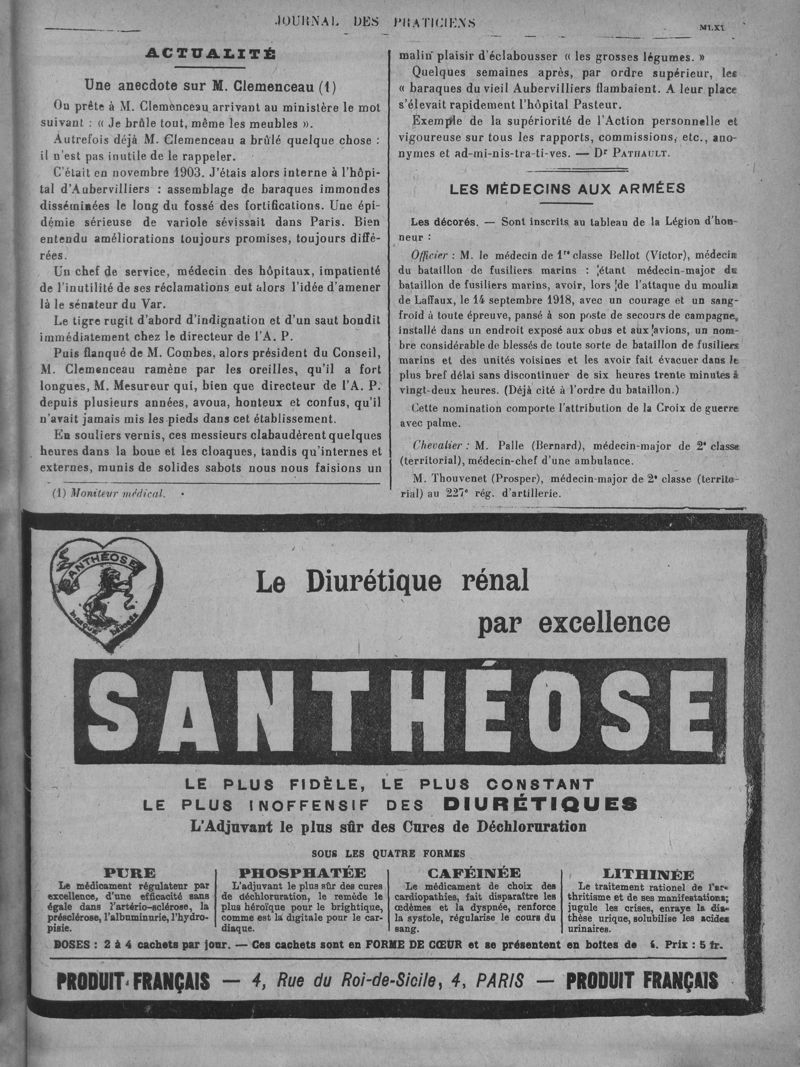 JOURNAL DES PRATICIENS
MLXI
ACTUALITÉ
Une anecdote sur M. Clemenceau (1)
On prête à M. Clemenceau arrivant au ministère le mot
suivant : « Je brûle tout, même les meubles ».
Autrefois déjà M. Clemenceau a brûlé quelque chose :
il n'est pas inutile de le rappeler.
C'était en novembre 1903. J'étais alors interne à l'hôpi-
tal d'Aubervilliers : assemblage de baraques immondes
disséminées le long du fossé des fortifications. Une épi-
démie sérieuse de variole sévissait dans Paris. Bien
entendu améliorations toujours promises, toujours diffé-
rées.
Un chef de service, médecin des hôpitaux, impatienté
de l'inutilité de ses réclamations eut alors l'idée d'amener
là le sénateur du Var.
Le tigre rugit d'abord d'indignation et d'un saut bondit
immédiatement chez le directeur de l'A. P.
Puis flanqué de M. Combes, alors président du Conseil,
M. Clemenceau ramène par les oreilles, qu'il a fort
longues, M. Mesureur qui, bien que directeur de l'A. P.
depuis plusieurs années, avoua, honteux et confus, qu'il
n'avait jamais mis les pieds dans cet établissement.
En souliers vernis, ces messieurs clabaudèrent quelques
heures dans la boue et les cloaques, tandis qu'internes et
externes, munis de solides sabots nous nous faisions un
(1) Moniteur médical.
malin plaisir d'éclabousser « les grosses légumes. »
Quelques semaines après, par ordre supérieur, les
« baraques du vieil Aubervilliers flambaient. A leur place
s'élevait rapidement l'hôpital Pasteur.
Exemple de la supériorité de l'Action personnelle et
vigoureuse sur tous les rapports, commissions, etc., ano-
nymes et ad-mi-nis-tra-ti-ves. — Dr PATHAULT.
LES MÉDECINS AUX ARMÉES
Les décorés. — Sont inscrits au tableau de la Légion d'hon-
neur :
Officier : M. le médecin de 1re classe Bellot (Victor), médecin
du bataillon de fusiliers marins : étant médecin-major du
bataillon de fusiliers marins, avoir, lors de l'attaque du moulin
de Laffaux, le 14 septembre 1918, avec un courage et un sang-
froid à toute épreuve, pansé à son poste de secours de campagne,
installé dans un endroit exposé aux obus et aux avions, un nom-
bre considérable de blessés de toute sorte de bataillon de fusiliers
marins et des unités voisines et les avoir fait évacuer dans le
plus bref délai sans discontinuer de six heures trente minutes à
vingt-deux heures. (Déjà cité à l'ordre du bataillon.)
Cette nomination comporte l'attribution de la Croix de guerre
avec palme.
Chevalier : M. Palle (Bernard), médecin-major de 2e classe
(territorial), médecin-chef d'une ambulance.
M. Thouvenet (Prosper), médecin-major de 2e classe (territo-
rial) au 227e rég. d'artillerie.
SANTHÉOSE
Le Diurétique rénal
par excellence
SANTHÉOSE
LE PLUS FIDÈLE, LE PLUS CONSTANT
LE PLUS INOFFENSIF DES DIURÉTIQUES
L'Adjuvant le plus sûr des Cures de Déchloruration
SOUS LES QUATRE FORMES
PURE
Le médicament régulateur par
excellence, d'une efficacité sans
égale dans l'artério-sclérose, la
présclérose, l'albuminurie, l'hydro-
pisie.
PHOSPHATÉE
L'adjuvant le plus sûr des cures
de déchloruration, le remède le
plus héroïque pour le brightique,
comme est la digitale pour le car-
diaque.
CAFÉINÉE
Le médicament de choix des
cardiopathies, fait disparaître les
œdèmes et la dyspnée, renforce
la systole, régularise le cours du
sang.
LITHINÉE
Le traitement rationel de l'ar-
thritisme et de ses manifestations;
jugule les crises, enraye la dia-
thèse urique, solubilise les acides
urinaires.
DOSES : 2 à 4 cachets par jour. — Ces cachets sont en FORME DE CŒUR et se présentent en boîtes de . Prix : 5 fr.
PRODUIT FRANÇAIS — 4, Rue du Roi-de-Sicile, 4, PARIS — PRODUIT FRANÇAIS